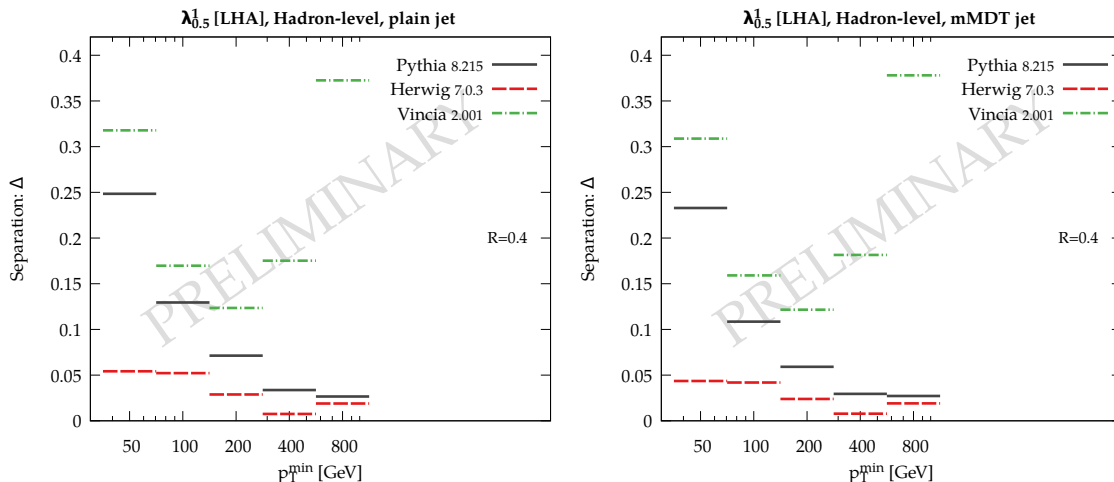 λ¹₀.₅ [LHA], Hadron-level, plain jet
Separation: Δ
0.4
0.35
0.3
0.25
0.2
0.15
0.1
0.05
0
Pythia 8.215
Herwig 7.0.3
Vincia 2.001
PRELIMINARY
R=0.4
50 100 200 400 800
p_T^min [GeV]
λ¹₀.₅ [LHA], Hadron-level, mMDT jet
Separation: Δ
0.4
0.35
0.3
0.25
0.2
0.15
0.1
0.05
0
Pythia 8.215
Herwig 7.0.3
Vincia 2.001
PRELIMINARY
R=0.4
50 100 200 400 800
p_T^min [GeV]